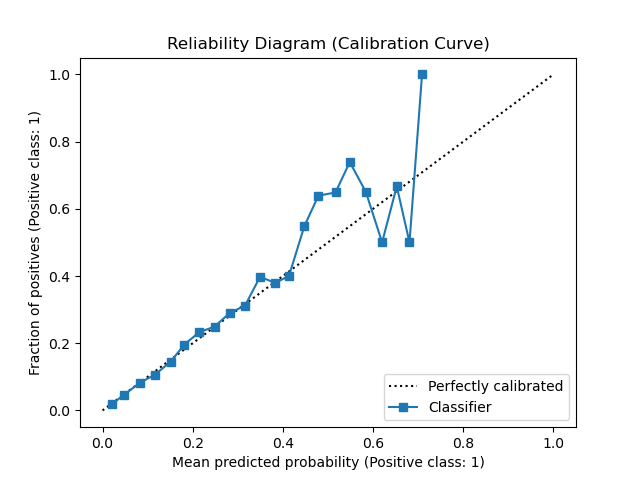 Reliability Diagram (Calibration Curve)
Fraction of positives (Positive class: 1)
1.0
0.8
0.6
0.4
0.2
0.0
Perfectly calibrated
Classifier
0.0 0.2 0.4 0.6 0.8 1.0
Mean predicted probability (Positive class: 1)